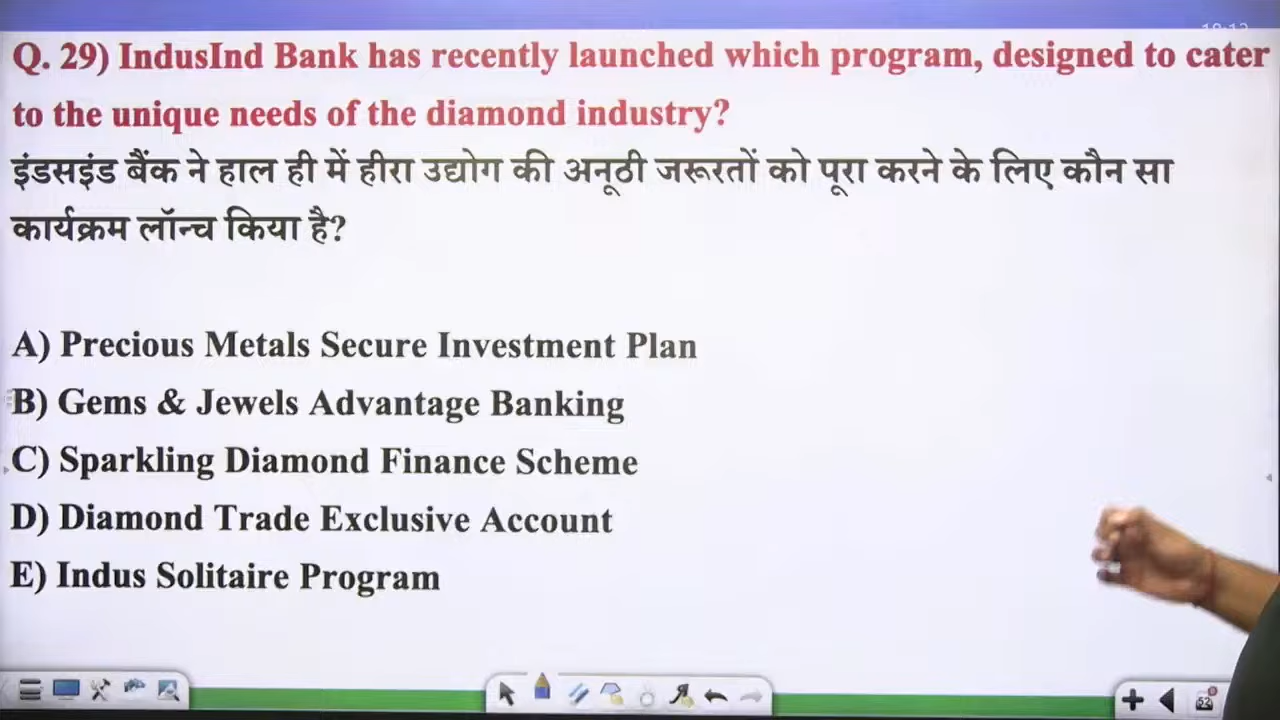 Q. 29) IndusInd Bank has recently launched which program, designed to cater
to the unique needs of the diamond industry?
इंडसइंड बैंक ने हाल ही में हीरा उद्योग की अनूठी जरूरतों को पूरा करने के लिए कौन सा
कार्यक्रम लॉन्च किया है?
A) Precious Metals Secure Investment Plan
B) Gems & Jewels Advantage Banking
C) Sparkling Diamond Finance Scheme
D) Diamond Trade Exclusive Account
E) Indus Solitaire Program